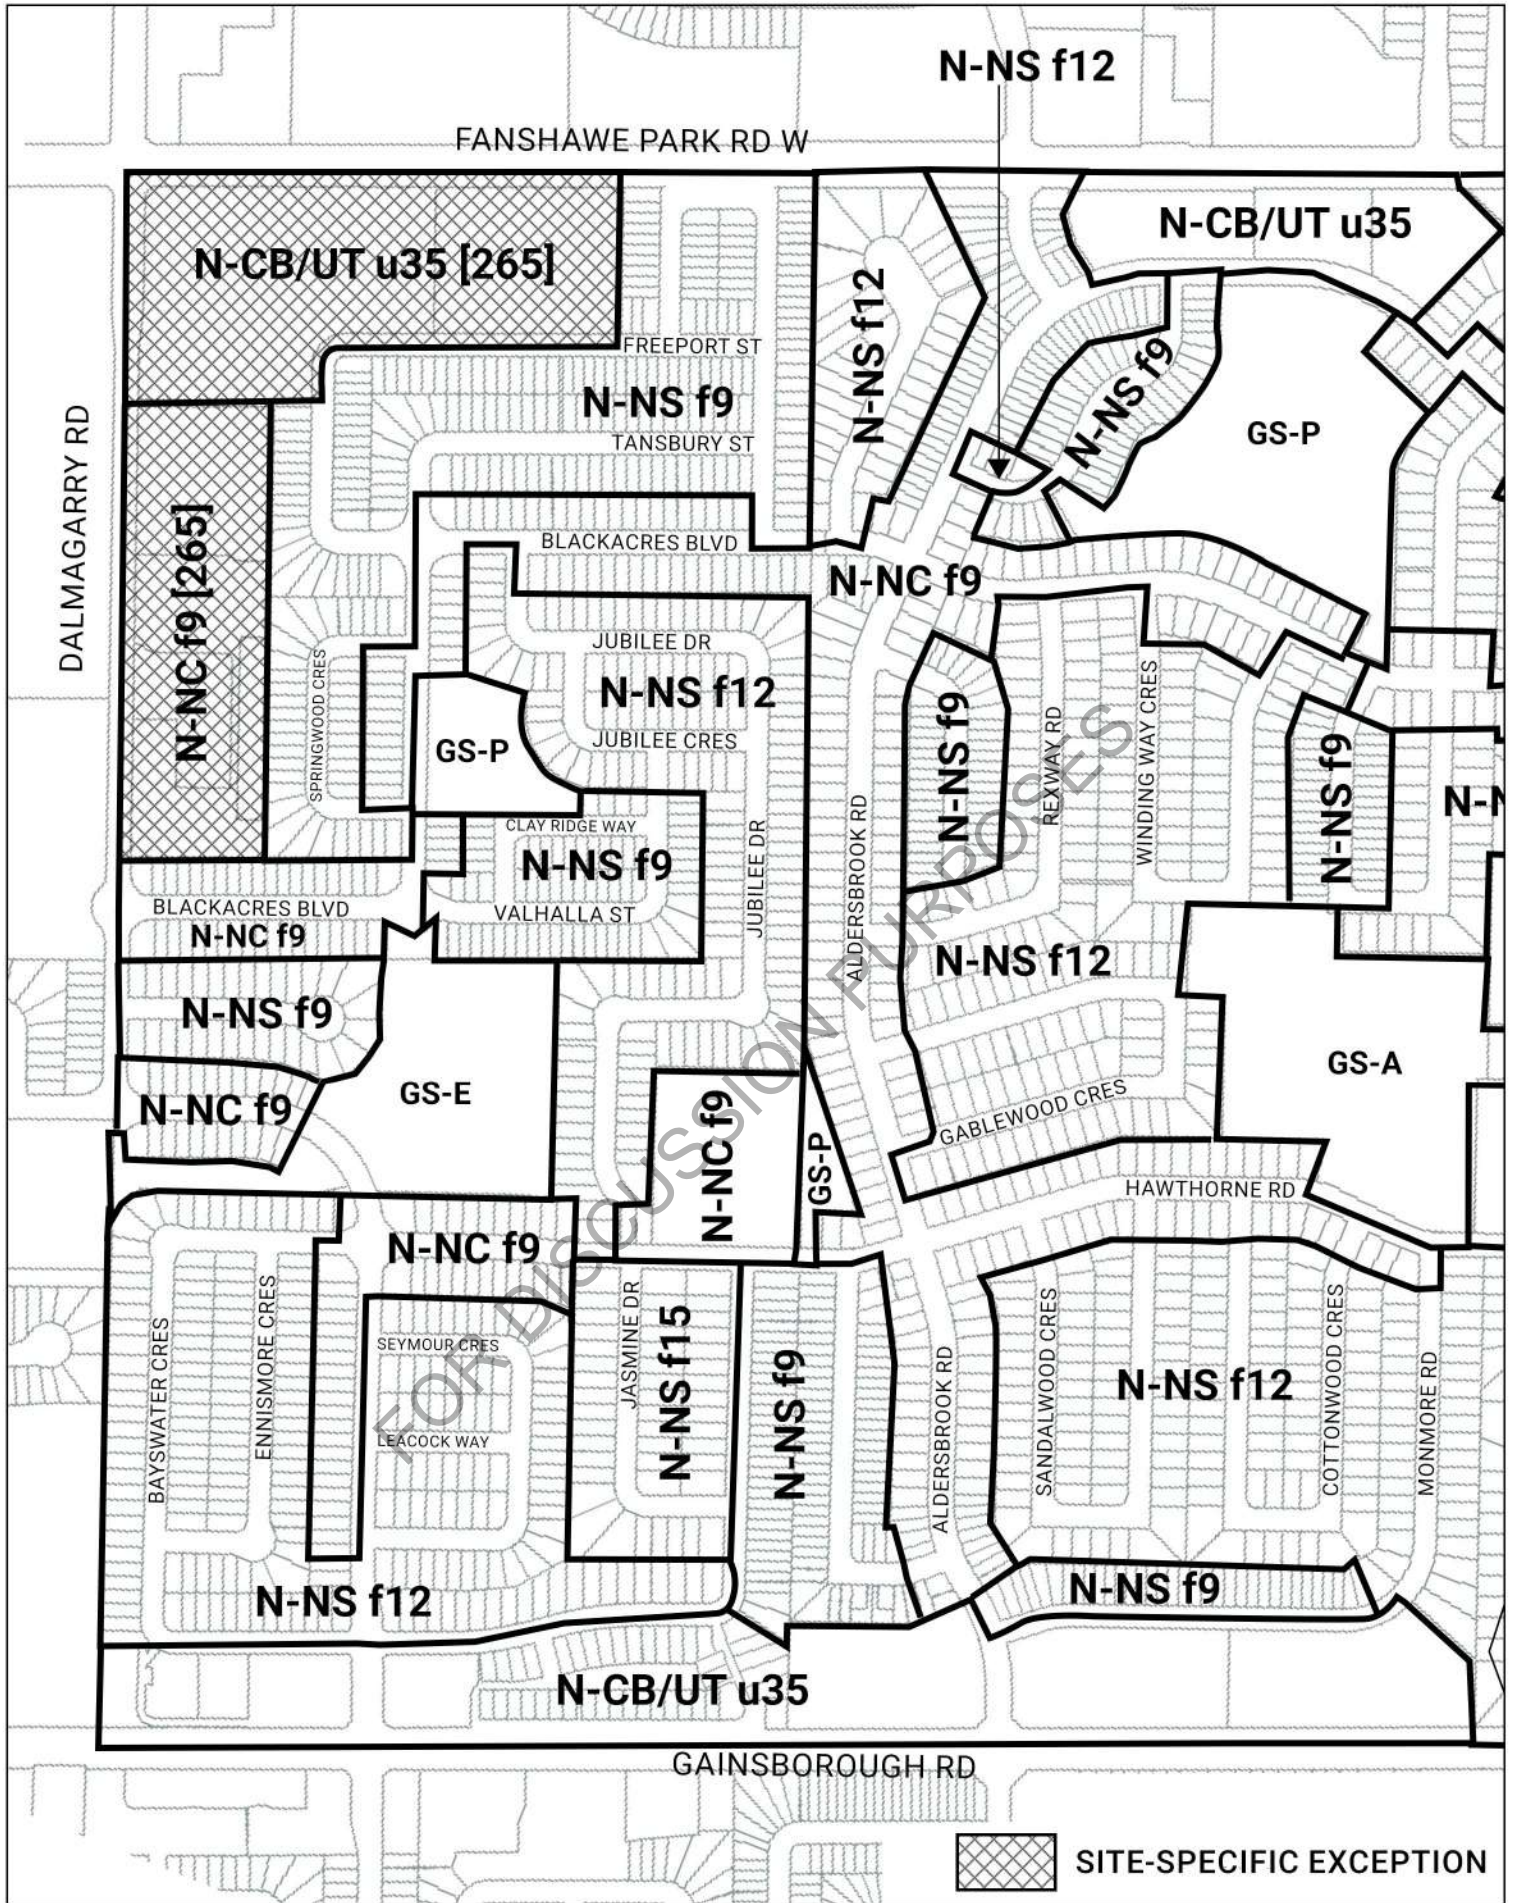 N-NS f12
FANSHAWE PARK RD W
N-CB/UT u35 [265]
N-CB/UT u35
N-NS f12
FREEPORT ST
N-NS f9
N-NS f9
TANSBURY ST
GS-P
DALMAGARRY RD
N-NC f9 [265]
BLACKACRES BLVD
N-NC f9
JUBILEE DR
SPRINGWOOD CRES
N-NS f12
JUBILEE CRES
GS-P
N-NS f9
REXWAY RD
WINDING WAY CRES
N-NS f9
N-N
CLAY RIDGE WAY
N-NS f9
JUBILEE DR
ALDERSBROOK RD
BLACKACRES BLVD
N-NC f9
VALHALLA ST
N-NS f12
N-NS f9
GS-E
GS-A
N-NC f9
N-NC f9
GS-P
GABLEWOOD CRES
HAWTHORNE RD
N-NC f9
BAYSWATER CRES
ENNISMORE CRES
SEYMOUR CRES
LEACOCK WAY
JASMINE DR
N-NS f15
N-NS f9
ALDERSBROOK RD
SANDALWOOD CRES
N-NS f12
COTTONWOOD CRES
MONMORE RD
N-NS f12
N-NS f9
N-CB/UT u35
GAINSBOROUGH RD
FOR DISCUSSION PURPOSES
SITE-SPECIFIC EXCEPTION